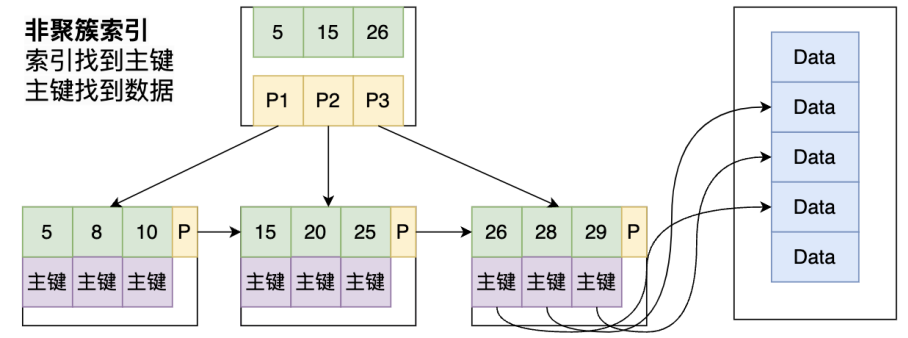 非聚簇索引
索引找到主键
主键找到数据
5 15 26
P1 P2 P3
5 8 10 P
主键 主键 主键
15 20 25 P
主键 主键 主键
26 28 29 P
主键 主键 主键
Data
Data
Data
Data
Data